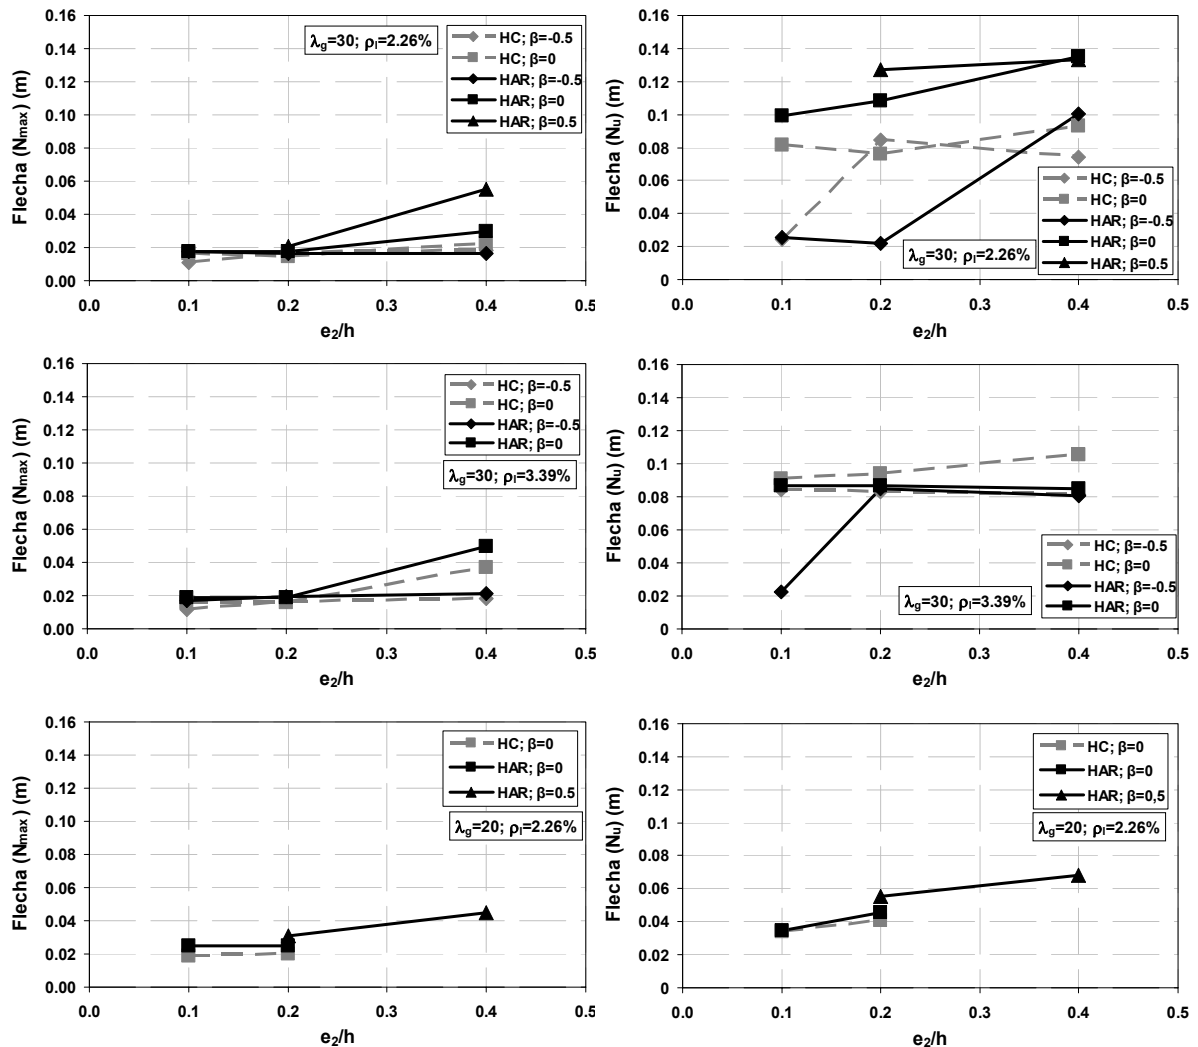 0.16
0.14
0.12
0.10
0.08
0.06
0.04
0.02
0.00
Flecha (Nmax) (m)
0.0 0.1 0.2 0.3 0.4 0.5
e2/h
λg=30; ρl=2.26%
HC; β=-0.5
HC; β=0
HAR; β=-0.5
HAR; β=0
HAR; β=0.5
0.16
0.14
0.12
0.1
0.08
0.06
0.04
0.02
0
Flecha (Nu) (m)
0.0 0.1 0.2 0.3 0.4 0.5
e2/h
HC; β=-0.5
HC; β=0
HAR; β=-0.5
HAR; β=0
HAR; β=0.5
λg=30; ρl=2.26%
0.16
0.14
0.12
0.10
0.08
0.06
0.04
0.02
0.00
Flecha (Nmax) (m)
0.0 0.1 0.2 0.3 0.4 0.5
e2/h
HC; β=-0.5
HC; β=0
HAR; β=-0.5
HAR; β=0
λg=30; ρl=3.39%
0.16
0.14
0.12
0.1
0.08
0.06
0.04
0.02
0
Flecha (Nu) (m)
0.0 0.1 0.2 0.3 0.4 0.5
e2/h
HC; β=-0.5
HC; β=0
HAR; β=-0.5
HAR; β=0
λg=30; ρl=3.39%
0.16
0.14
0.12
0.10
0.08
0.06
0.04
0.02
0.00
Flecha (Nmax) (m)
0.0 0.1 0.2 0.3 0.4 0.5
e2/h
HC; β=0
HAR; β=0
HAR; β=0.5
λg=20; ρl=2.26%
0.16
0.14
0.12
0.1
0.08
0.06
0.04
0.02
0
Flecha (Nu) (m)
0.0 0.1 0.2 0.3 0.4 0.5
e2/h
HC; β=0
HAR; β=0
HAR; β=0,5
λg=20; ρl=2.26%